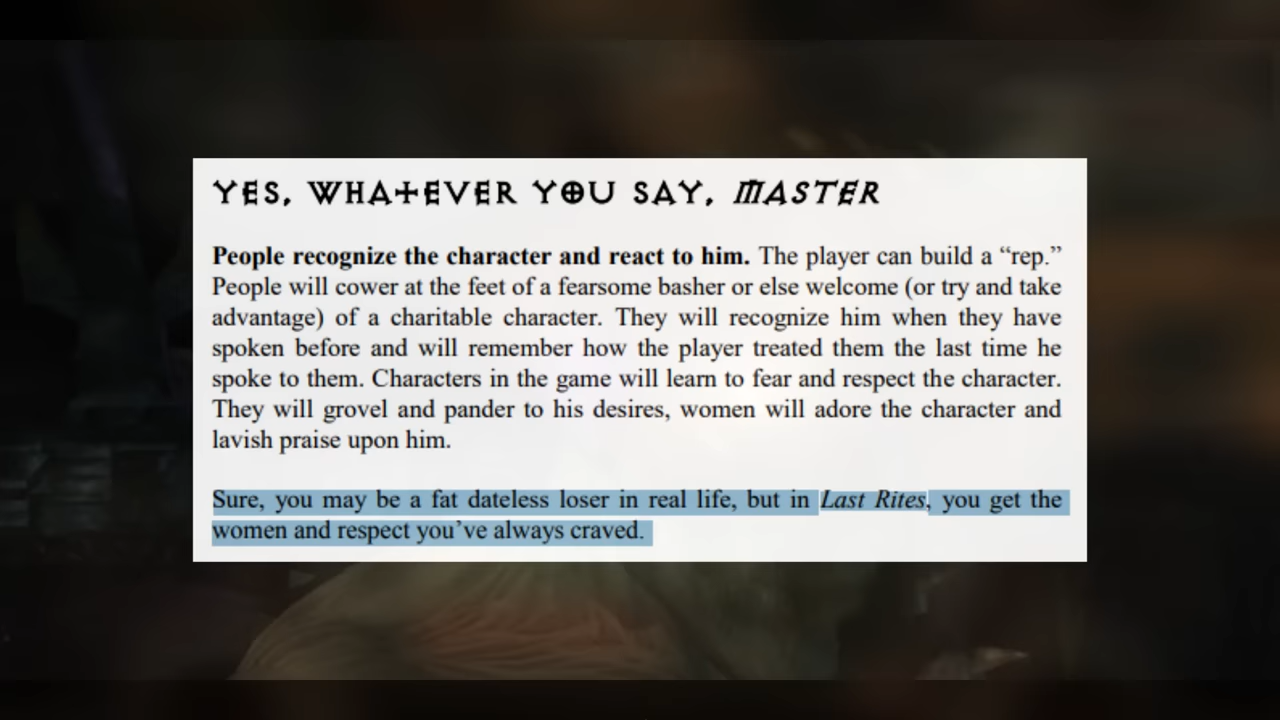 YES, WHATEVER YOU SAY, MASTER
People recognize the character and react to him. The player can build a “rep.”
People will cower at the feet of a fearsome basher or else welcome (or try and take
advantage) of a charitable character. They will recognize him when they have
spoken before and will remember how the player treated them the last time he
spoke to them. Characters in the game will learn to fear and respect the character.
They will grovel and pander to his desires, women will adore the character and
lavish praise upon him.
Sure, you may be a fat dateless loser in real life, but in Last Rites, you get the
women and respect you’ve always craved.